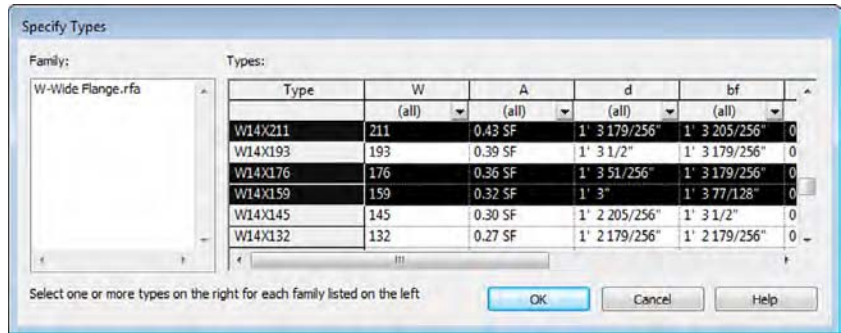 Specify Types
Family: Types:
W-Wide Flange.rfa
Type W A d bf
(all) (all) (all) (all)
W14X211 211 0.43 SF 1' 3 179/256" 1' 3 205/256" 0
W14X193 193 0.39 SF 1' 3 1/2" 1' 3 179/256" 0
W14X176 176 0.36 SF 1' 3 51/256" 1' 3 179/256" 0
W14X159 159 0.32 SF 1' 3" 1' 3 77/128" 0
W14X145 145 0.30 SF 1' 2 205/256" 1' 3 1/2" 0
W14X132 132 0.27 SF 1' 2 179/256" 1' 2 179/256" 0
Select one or more types on the right for each family listed on the left
OK Cancel Help